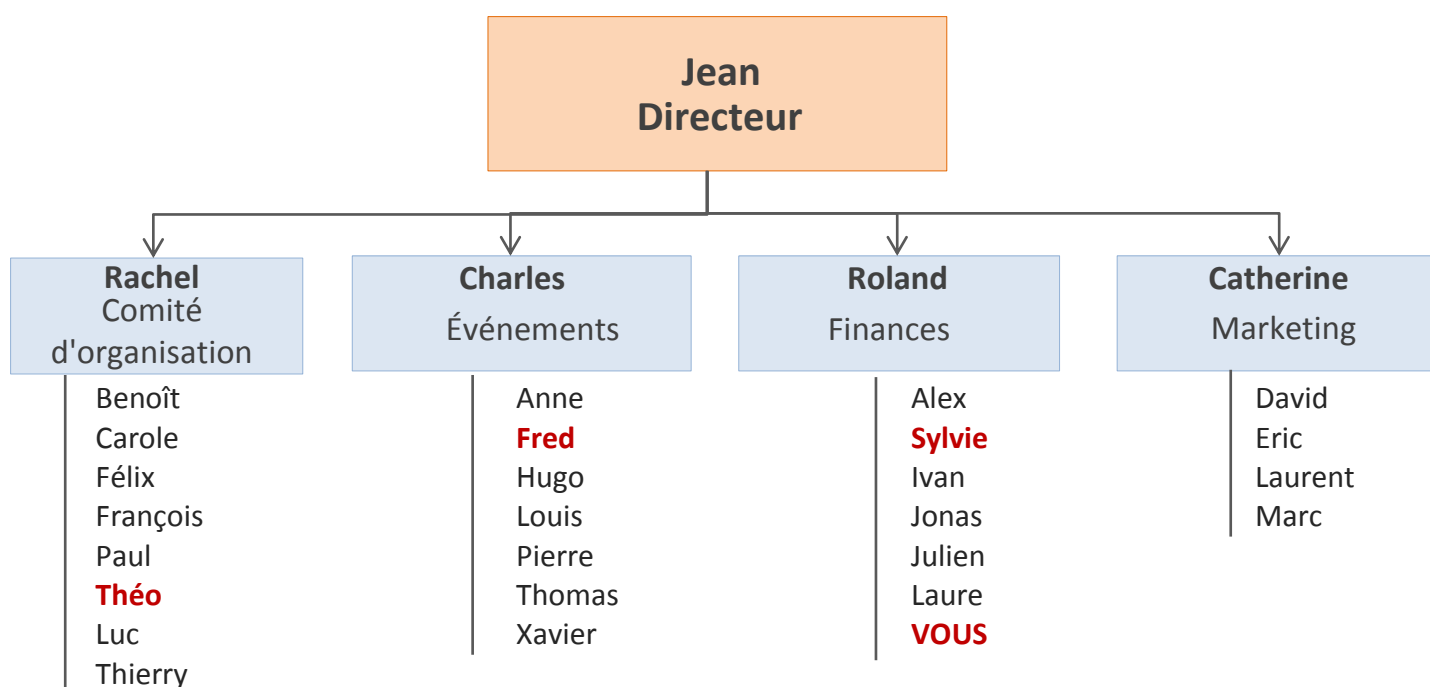 Jean
Directeur
Rachel
Comité
d'organisation
Benoît
Carole
Félix
François
Paul
Théo
Luc
Thierry
Charles
Événements
Anne
Fred
Hugo
Louis
Pierre
Thomas
Xavier
Roland
Finances
Alex
Sylvie
Ivan
Jonas
Julien
Laure
VOUS
Catherine
Marketing
David
Eric
Laurent
Marc